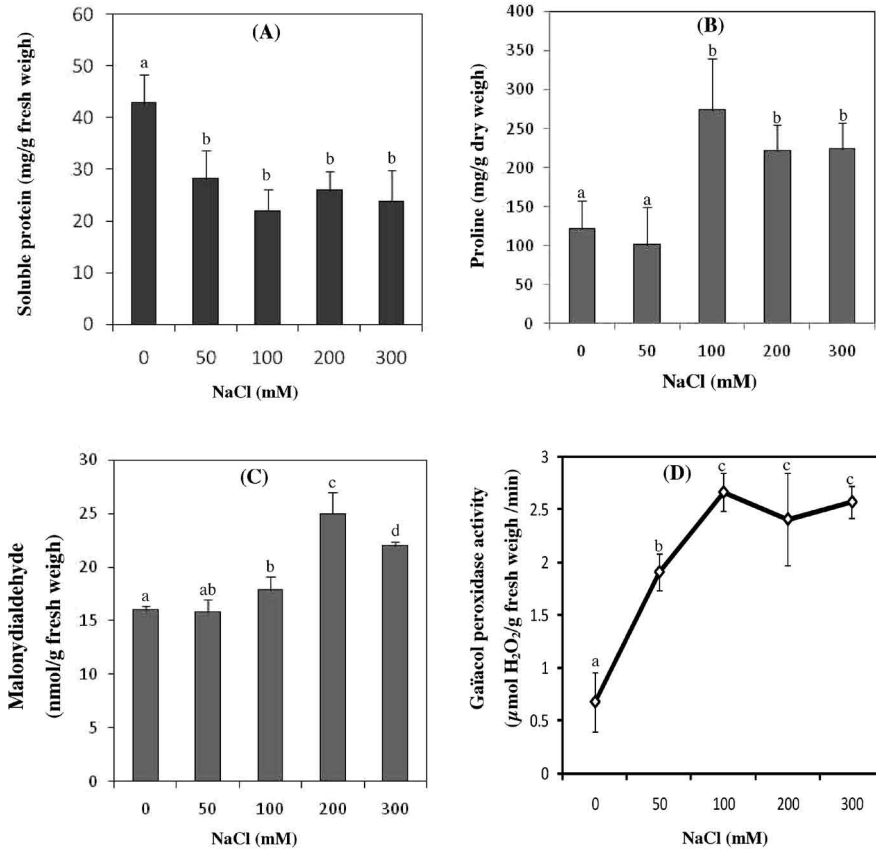 (A)
Soluble protein (mg/g fresh weigh)
60
50
40
30
20
10
0
a
b
b
b
b
0 50 100 200 300
NaCl (mM)
(B)
Proline (mg/g dry weigh)
400
350
300
250
200
150
100
50
0
a
a
b
b
b
0 50 100 200 300
NaCl (mM)
(C)
Malonydialdehyde
(nmol/g fresh weigh)
30
25
20
15
10
5
0
a
ab
b
c
d
0 50 100 200 300
NaCl (mM)
(D)
Gaïacol peroxidase activity
(µmol H₂O₂/g fresh weigh /min)
3
2.5
2
1.5
1
0.5
0
a
b
c
c
c
0 50 100 200 300
NaCl (mM)